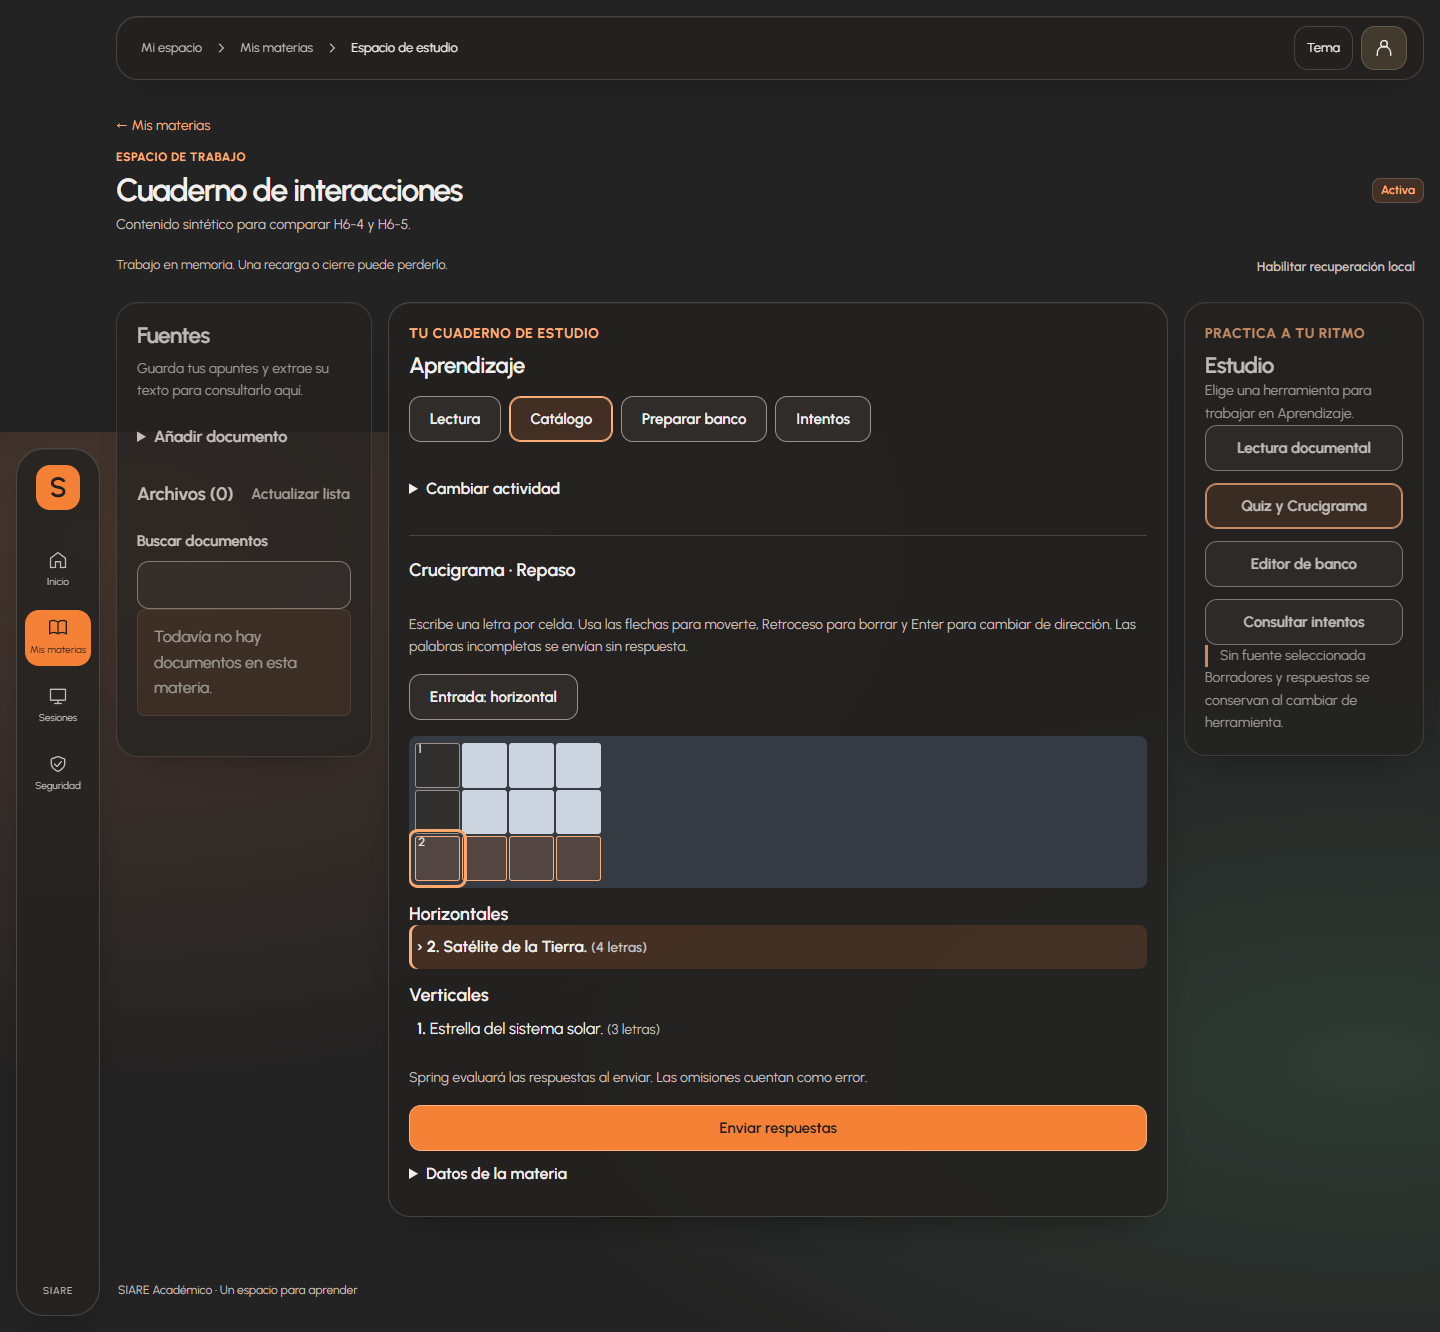 Mi espacio > Mis materias > Espacio de estudio
Tema
← Mis materias
ESPACIO DE TRABAJO
Cuaderno de interacciones
Activa
Contenido sintético para comparar H6-4 y H6-5.
Trabajo en memoria. Una recarga o cierre puede perderlo.
Habilitar recuperación local
S
Inicio
Mis materias
Sesiones
Seguridad
SIARE
Fuentes
Guarda tus apuntes y extrae su
texto para consultarlo aquí.
Añadir documento
Archivos (0)
Actualizar lista
Buscar documentos
Todavía no hay
documentos en esta
materia.
TU CUADERNO DE ESTUDIO
Aprendizaje
Lectura
Catálogo
Preparar banco
Intentos
Cambiar actividad
Crucigrama · Repaso
Escribe una letra por celda. Usa las flechas para moverte, Retroceso para borrar y Enter para cambiar de dirección. Las
palabras incompletas se envían sin respuesta.
Entrada: horizontal
1
2
Horizontales
› 2. Satélite de la Tierra. (4 letras)
Verticales
1. Estrella del sistema solar. (3 letras)
Spring evaluará las respuestas al enviar. Las omisiones cuentan como error.
Enviar respuestas
Datos de la materia
PRACTICA A TU RITMO
Estudio
Elige una herramienta para
trabajar en Aprendizaje.
Lectura documental
Quiz y Crucigrama
Editor de banco
Consultar intentos
Sin fuente seleccionada
Borradores y respuestas se
conservan al cambiar de
herramienta.
SIARE Académico · Un espacio para aprender